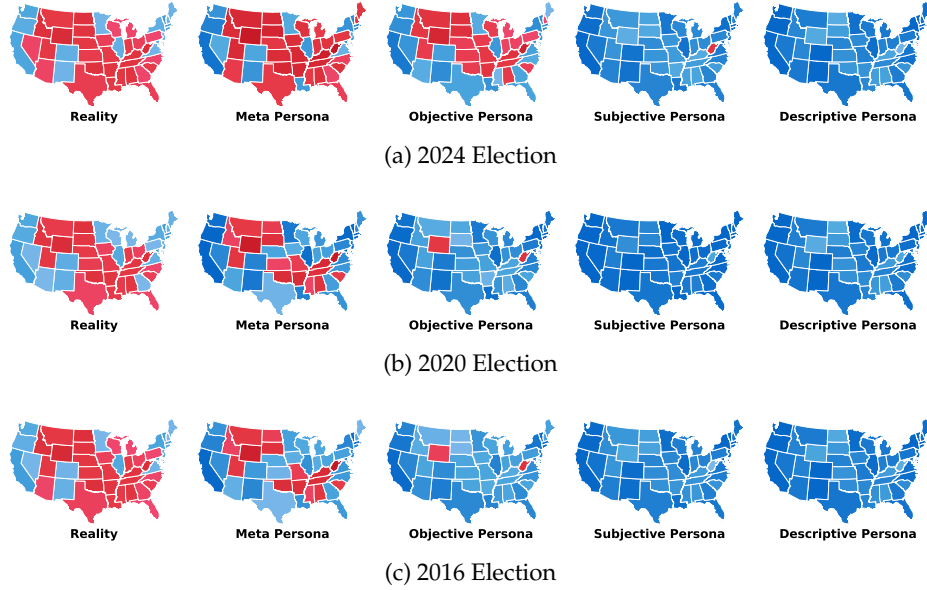 Reality Meta Persona Objective Persona Subjective Persona Descriptive Persona
(a) 2024 Election
Reality Meta Persona Objective Persona Subjective Persona Descriptive Persona
(b) 2020 Election
Reality Meta Persona Objective Persona Subjective Persona Descriptive Persona
(c) 2016 Election